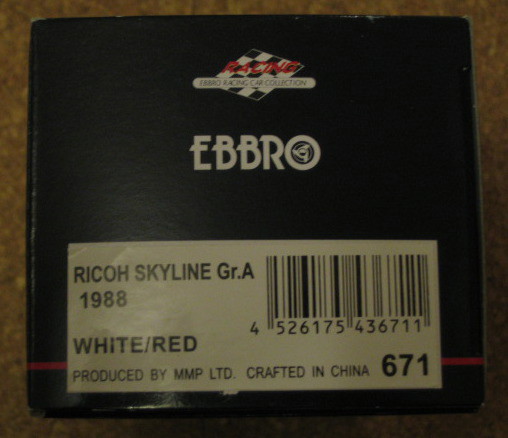 RACING
EBBRO RACING CAR COLLECTION
EBBRO
RICOH SKYLINE Gr.A
1988
4 526175 436711
WHITE/RED
PRODUCED BY MMP LTD. CRAFTED IN CHINA 671